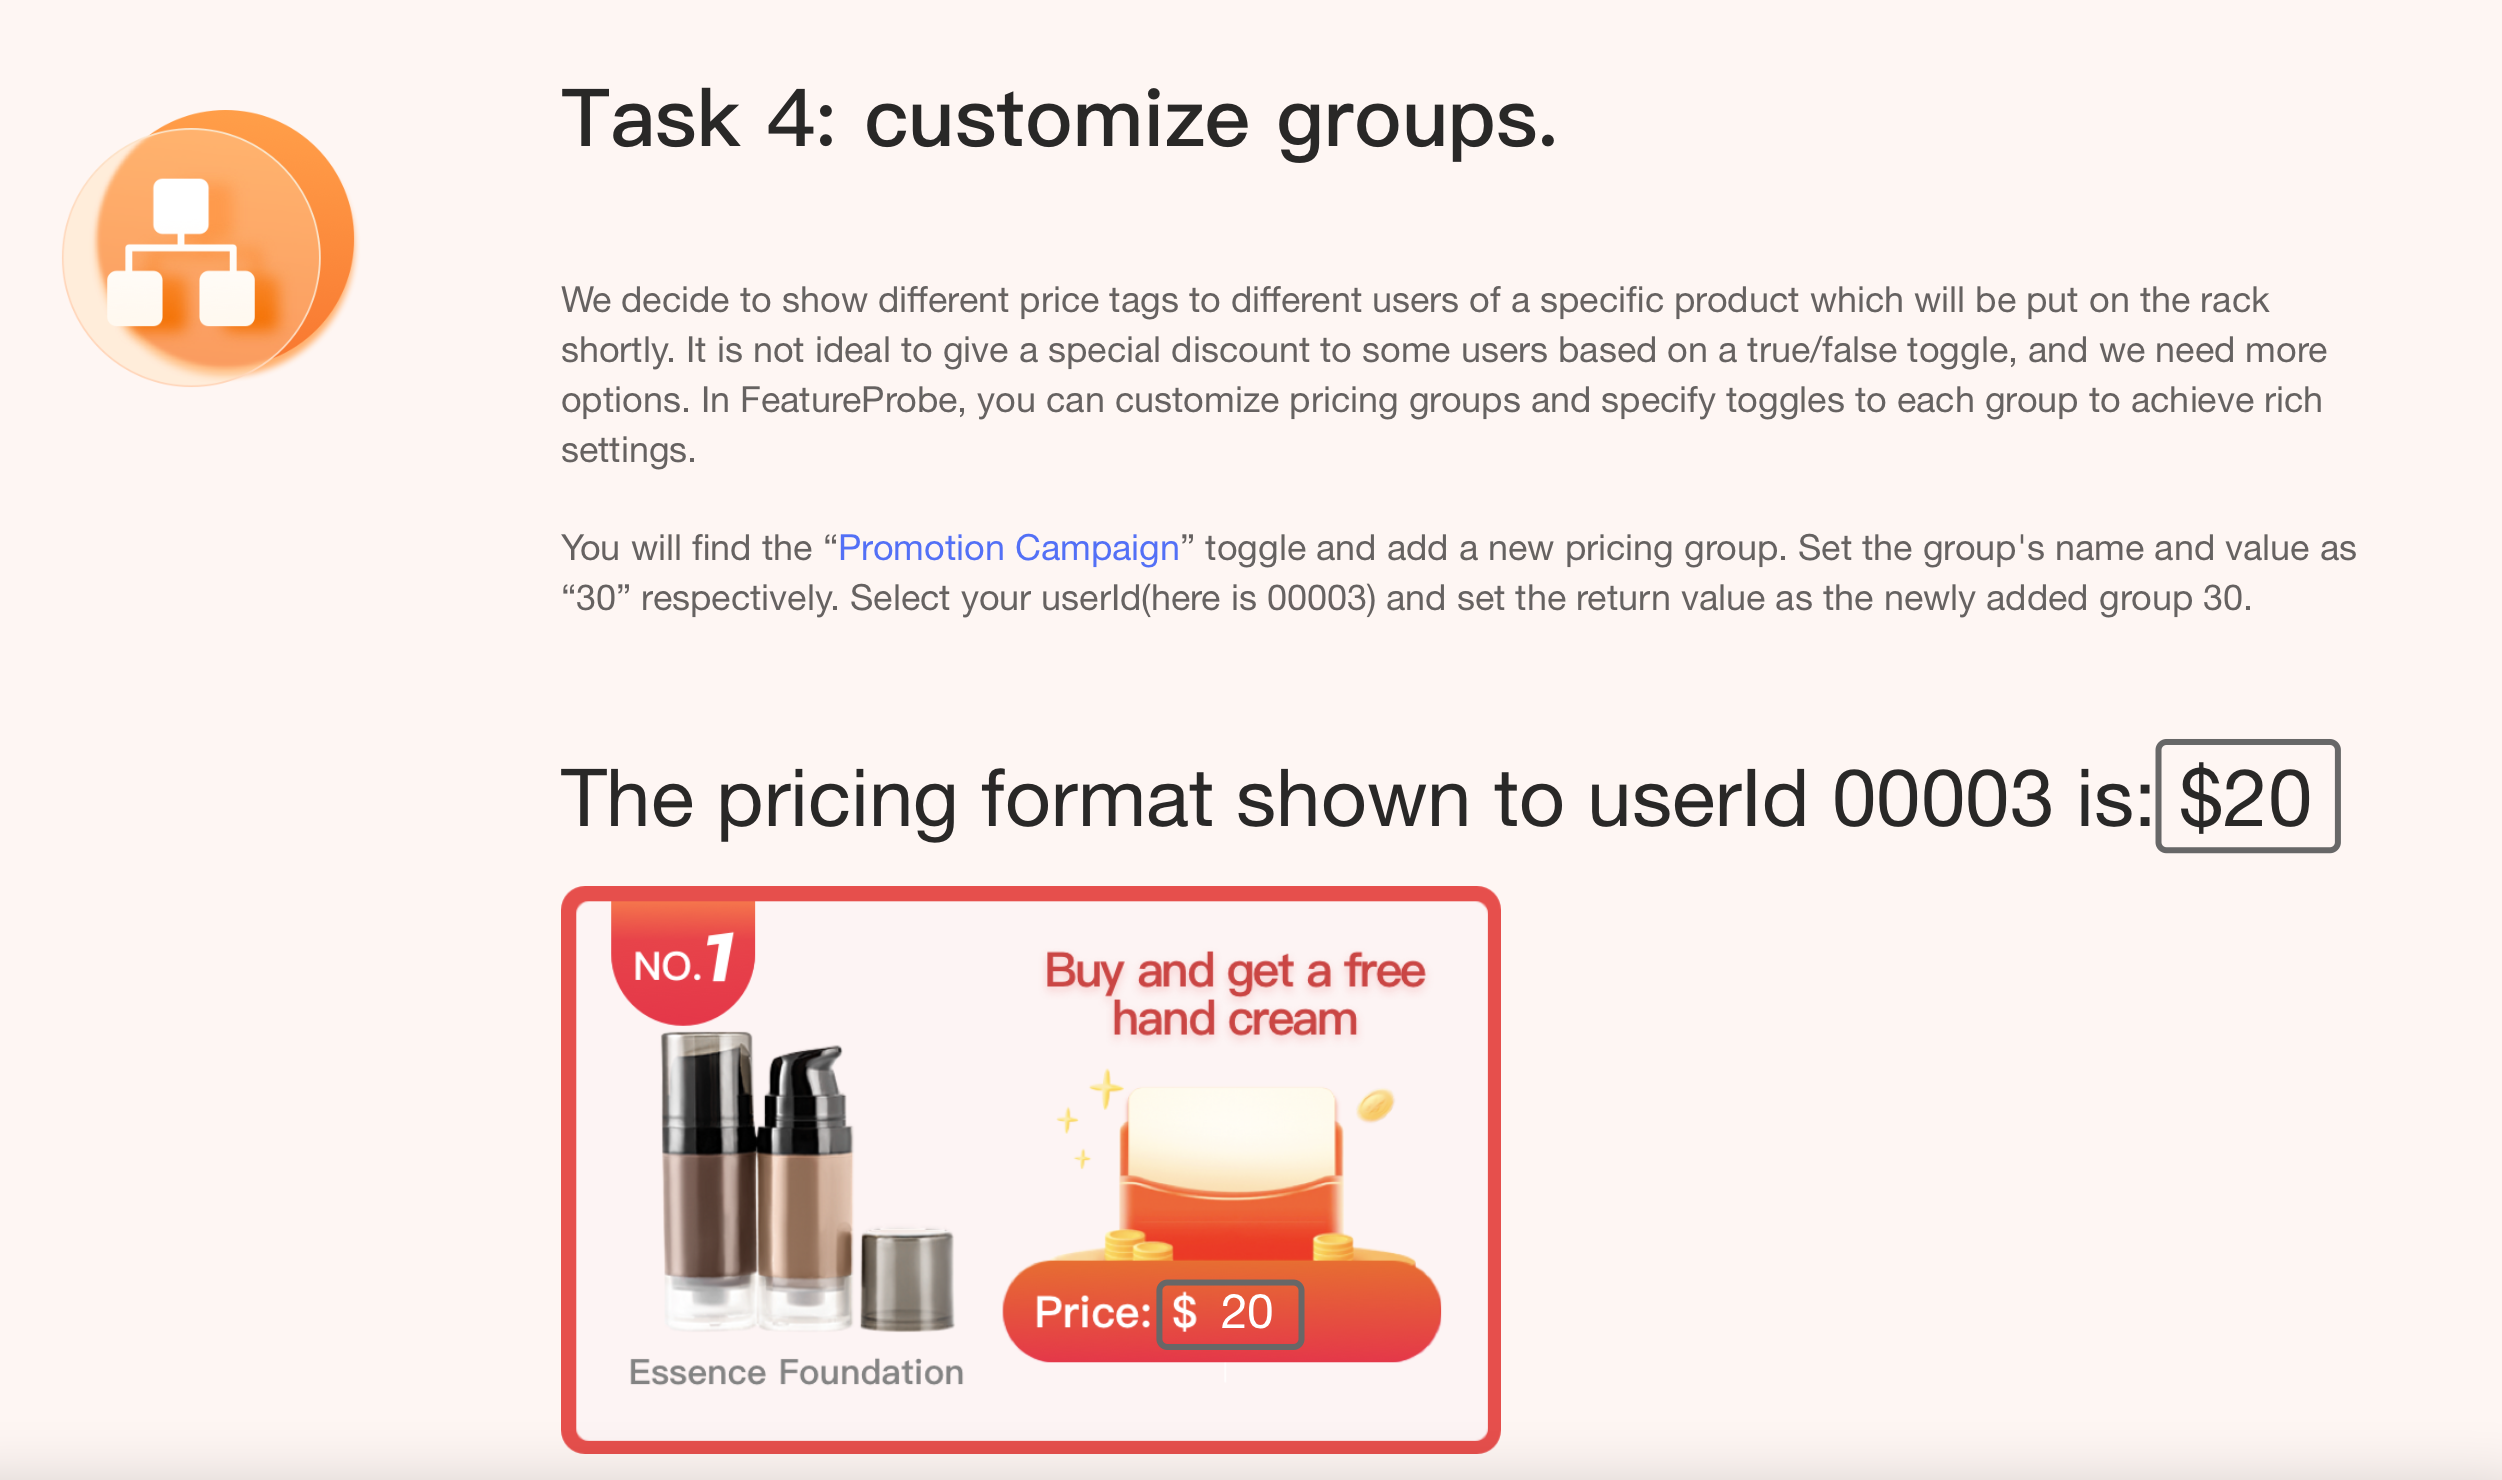 Task 4: customize groups.
We decide to show different price tags to different users of a specific product which will be put on the rack
shortly. It is not ideal to give a special discount to some users based on a true/false toggle, and we need more
options. In FeatureProbe, you can customize pricing groups and specify toggles to each group to achieve rich
settings.
You will find the “Promotion Campaign” toggle and add a new pricing group. Set the group's name and value as
“30” respectively. Select your userId(here is 00003) and set the return value as the newly added group 30.
The pricing format shown to userId 00003 is: $20
NO.1
Buy and get a free
hand cream
Price: $ 20
Essence Foundation